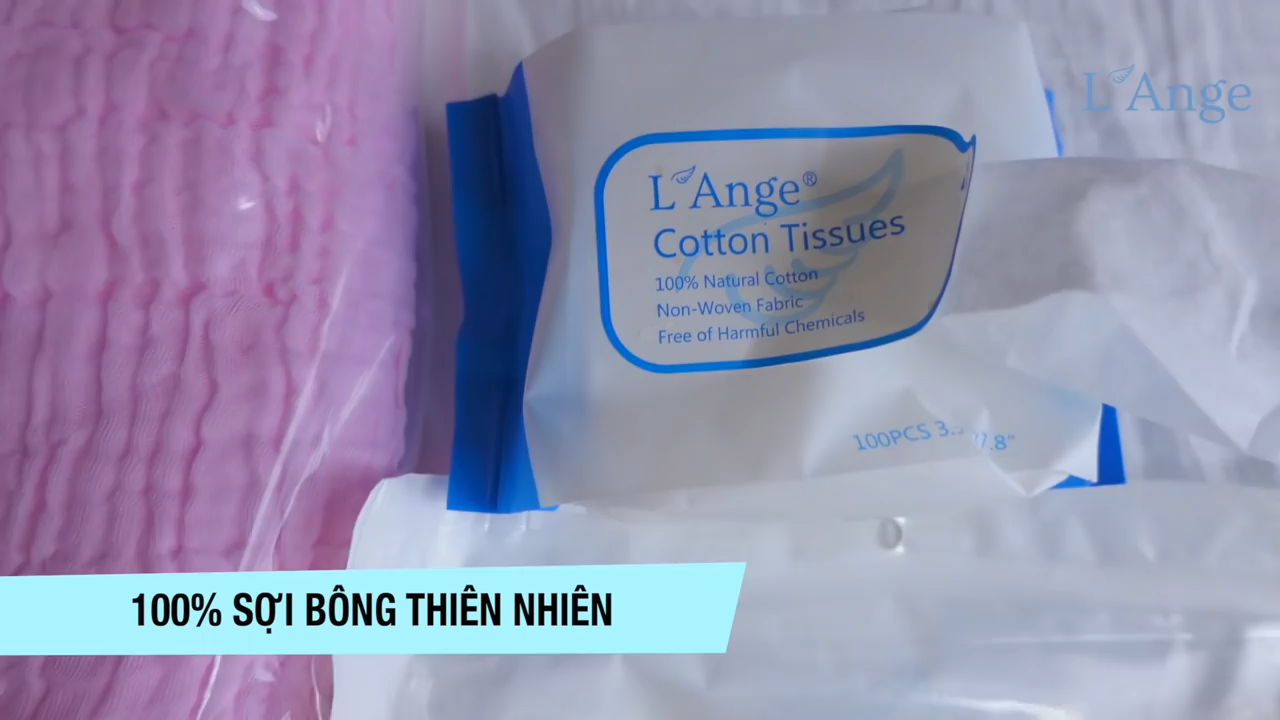 L'Ange
L'Ange®
Cotton Tissues
100% Natural Cotton
Non-Woven Fabric
Free of Harmful Chemicals
100PCS
100% SỢI BÔNG THIÊN NHIÊN